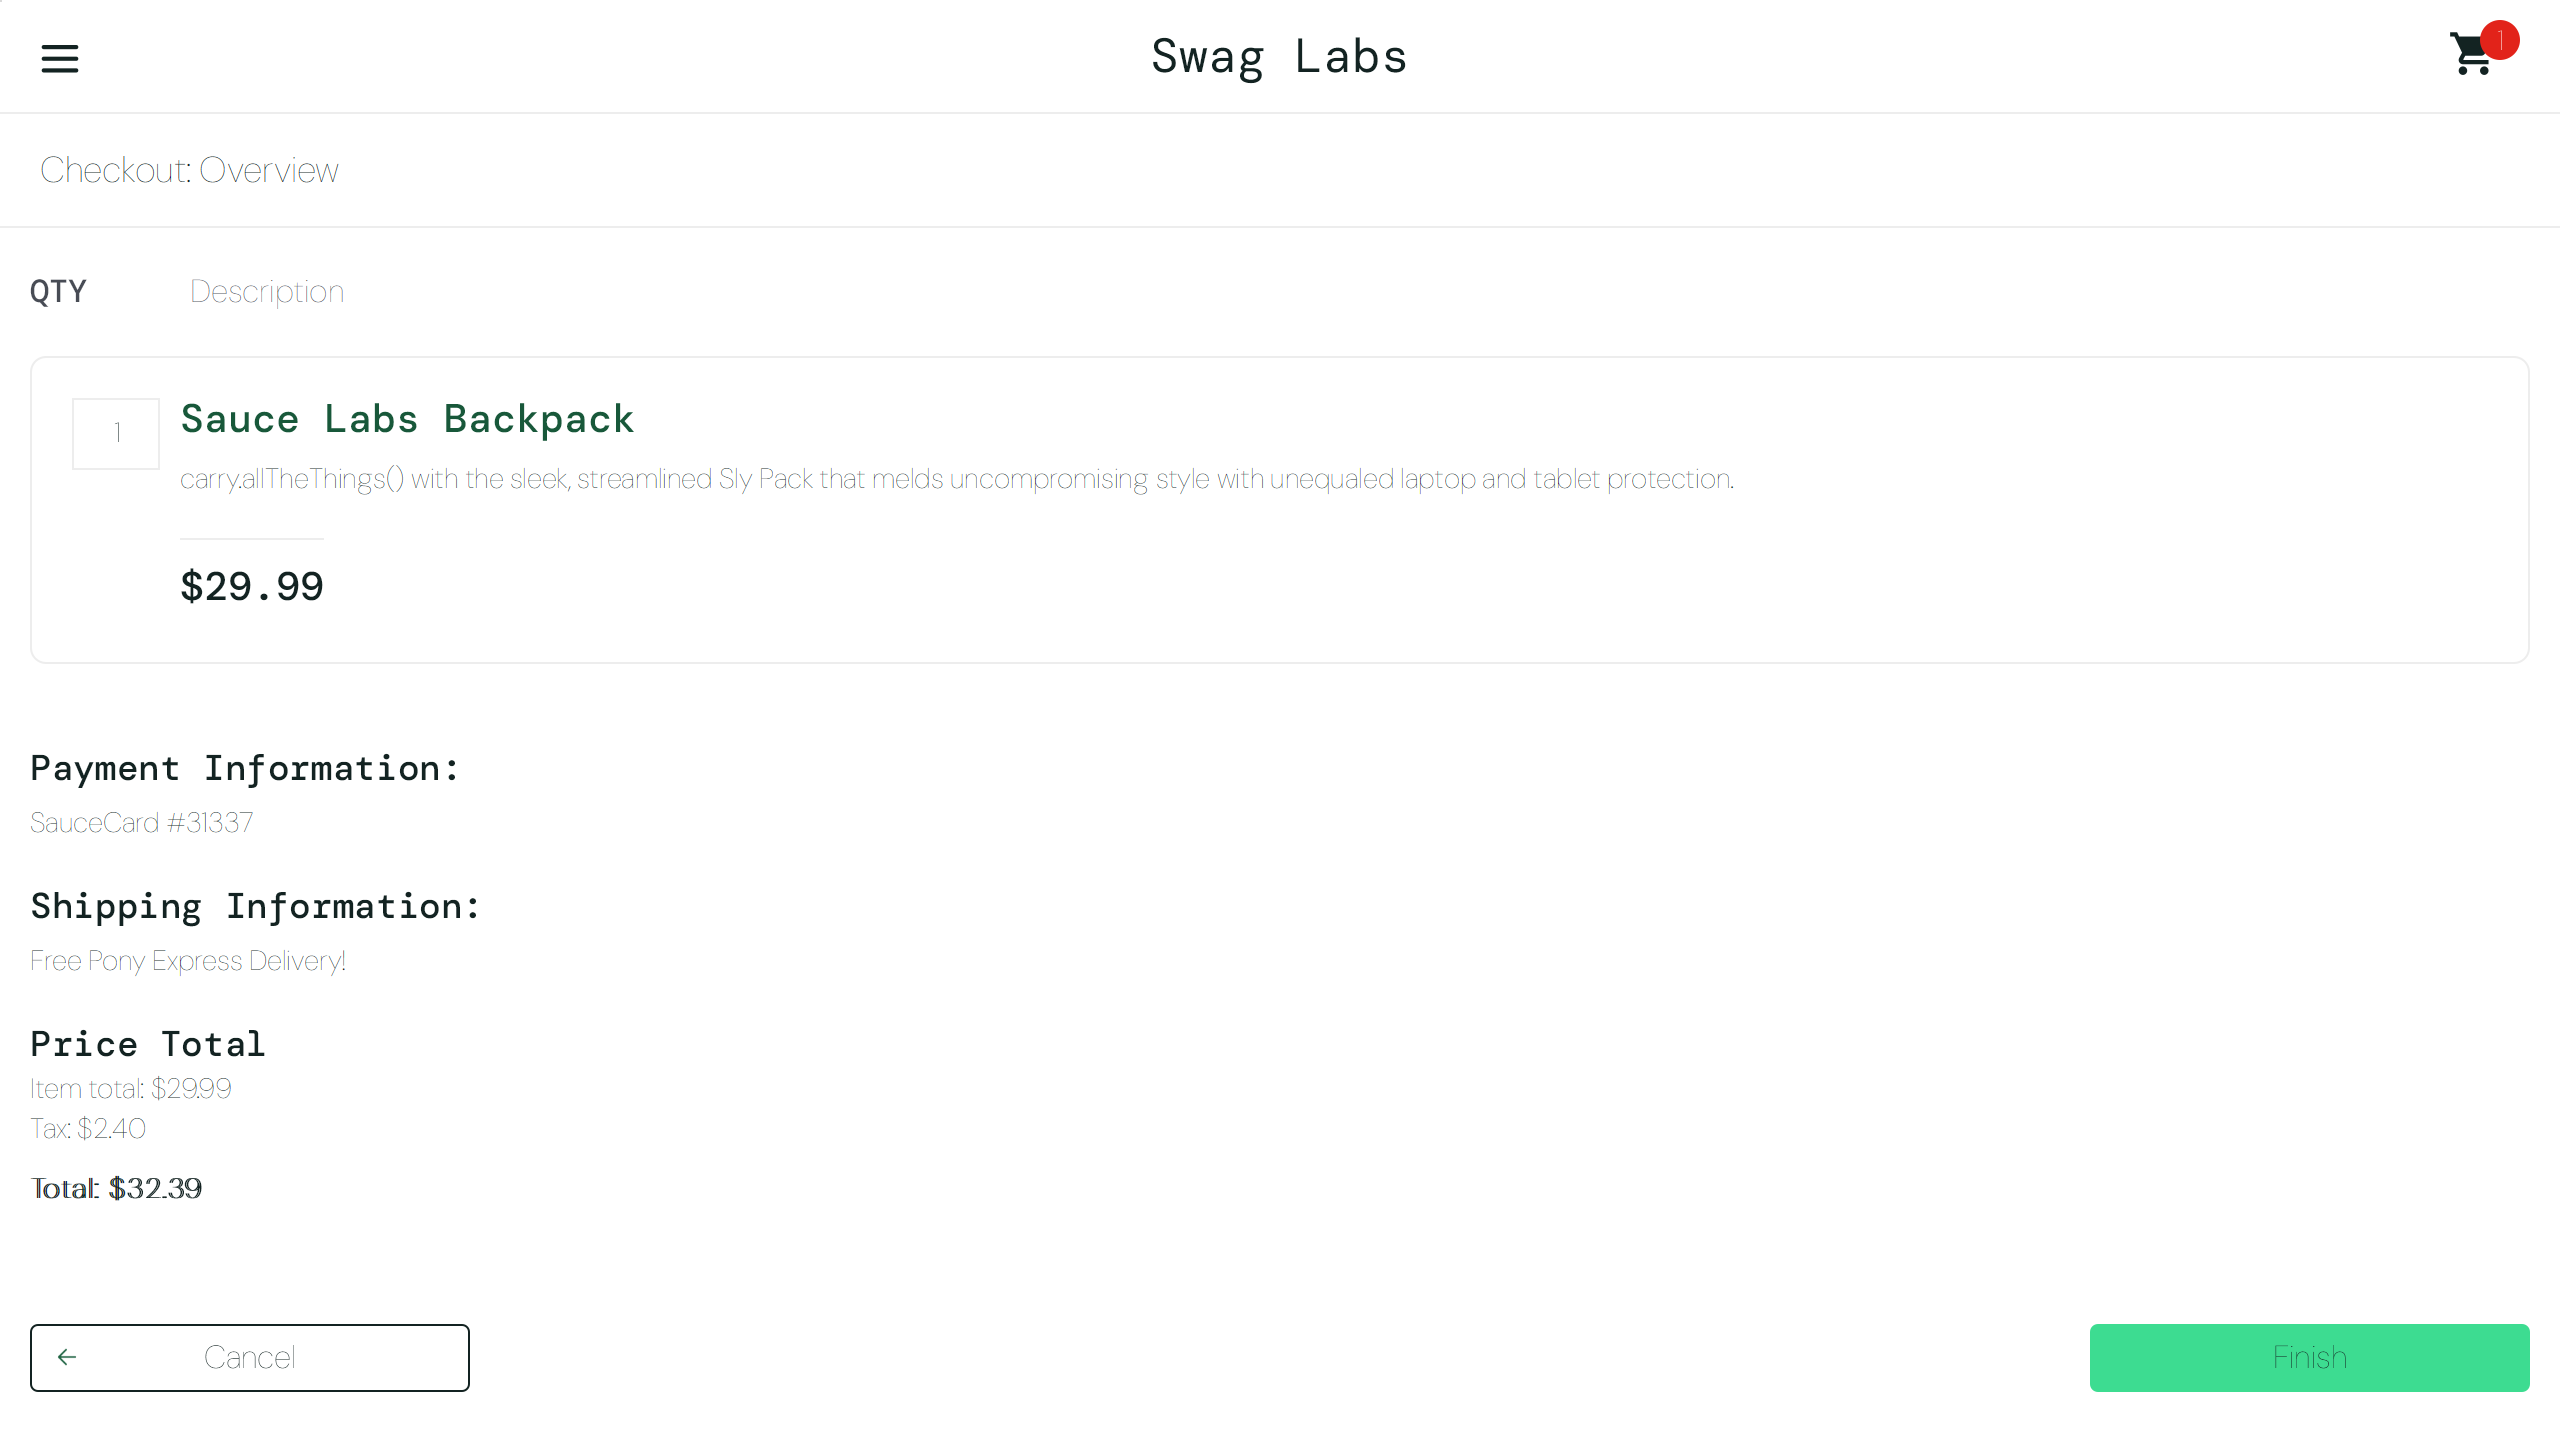 Swag Labs
1
Checkout: Overview
QTY Description
1
Sauce Labs Backpack
carry.allTheThings() with the sleek, streamlined Sly Pack that melds uncompromising style with unequaled laptop and tablet protection.
$29.99
Payment Information:
SauceCard #31337
Shipping Information:
Free Pony Express Delivery!
Price Total
Item total: $29.99
Tax: $2.40
Total: $32.39
Cancel
Finish